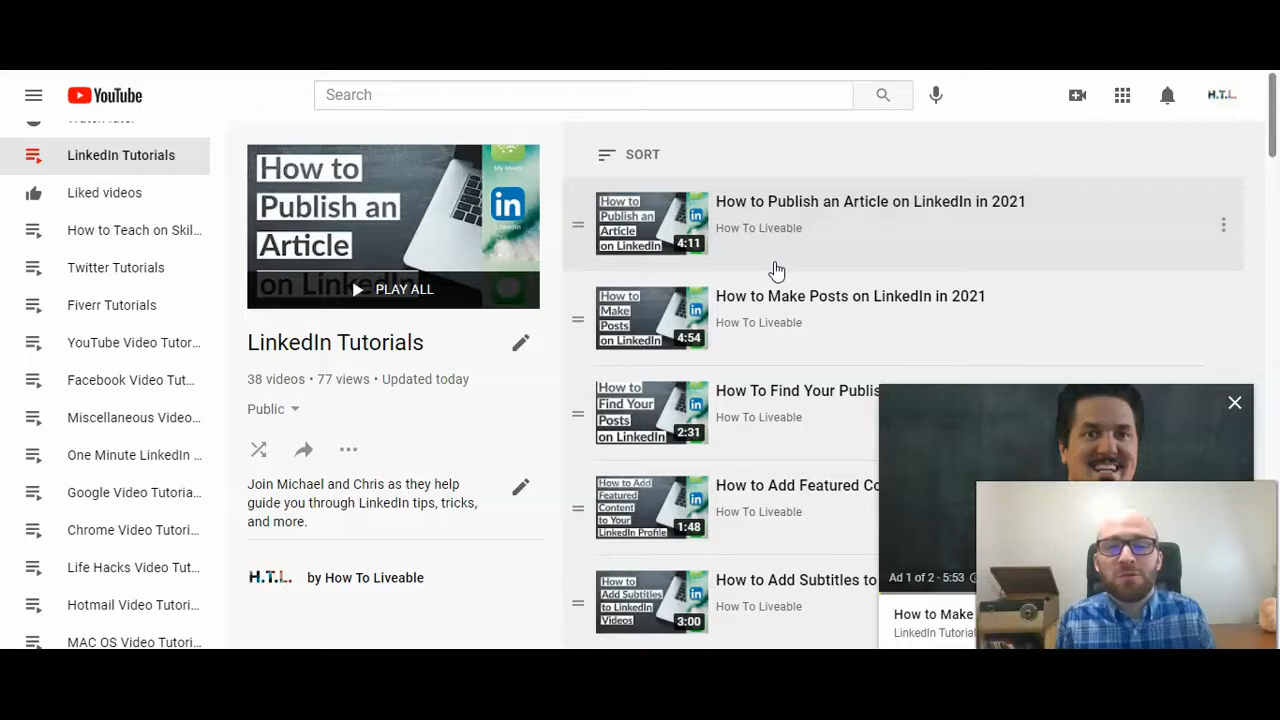 YouTube
Search
H.T.L.
LinkedIn Tutorials
Liked videos
How to Teach on Skil...
Twitter Tutorials
Fiverr Tutorials
YouTube Video Tutor...
Facebook Video Tut...
Miscellaneous Video...
One Minute LinkedIn ...
Google Video Tutoria...
Chrome Video Tutori...
Life Hacks Video Tut...
Hotmail Video Tutori...
MAC OS Video Tutori...
How to
Publish an
Article
on LinkedIn
My Meas
in
LinkedIn
PLAY ALL
LinkedIn Tutorials
38 videos • 77 views • Updated today
Public
Join Michael and Chris as they help
guide you through LinkedIn tips, tricks,
and more.
H.T.L. by How To Liveable
SORT
How to
Publish an
Article
on LinkedIn
in
4:11
How to Publish an Article on LinkedIn in 2021
How To Liveable
How to
Make
Posts
on LinkedIn
in
4:54
How to Make Posts on LinkedIn in 2021
How To Liveable
How to
Find Your
Posts
on LinkedIn
in
2:31
How To Find Your Publis
How To Liveable
How to Add
Featured
Content
to Your
LinkedIn Profile
in
1:48
How to Add Featured Co
How To Liveable
How to
Add Subtitles
to LinkedIn
Videos
in
3:00
How to Add Subtitles to
How To Liveable
Ad 1 of 2 · 5:53
How to Make
LinkedIn Tutorial